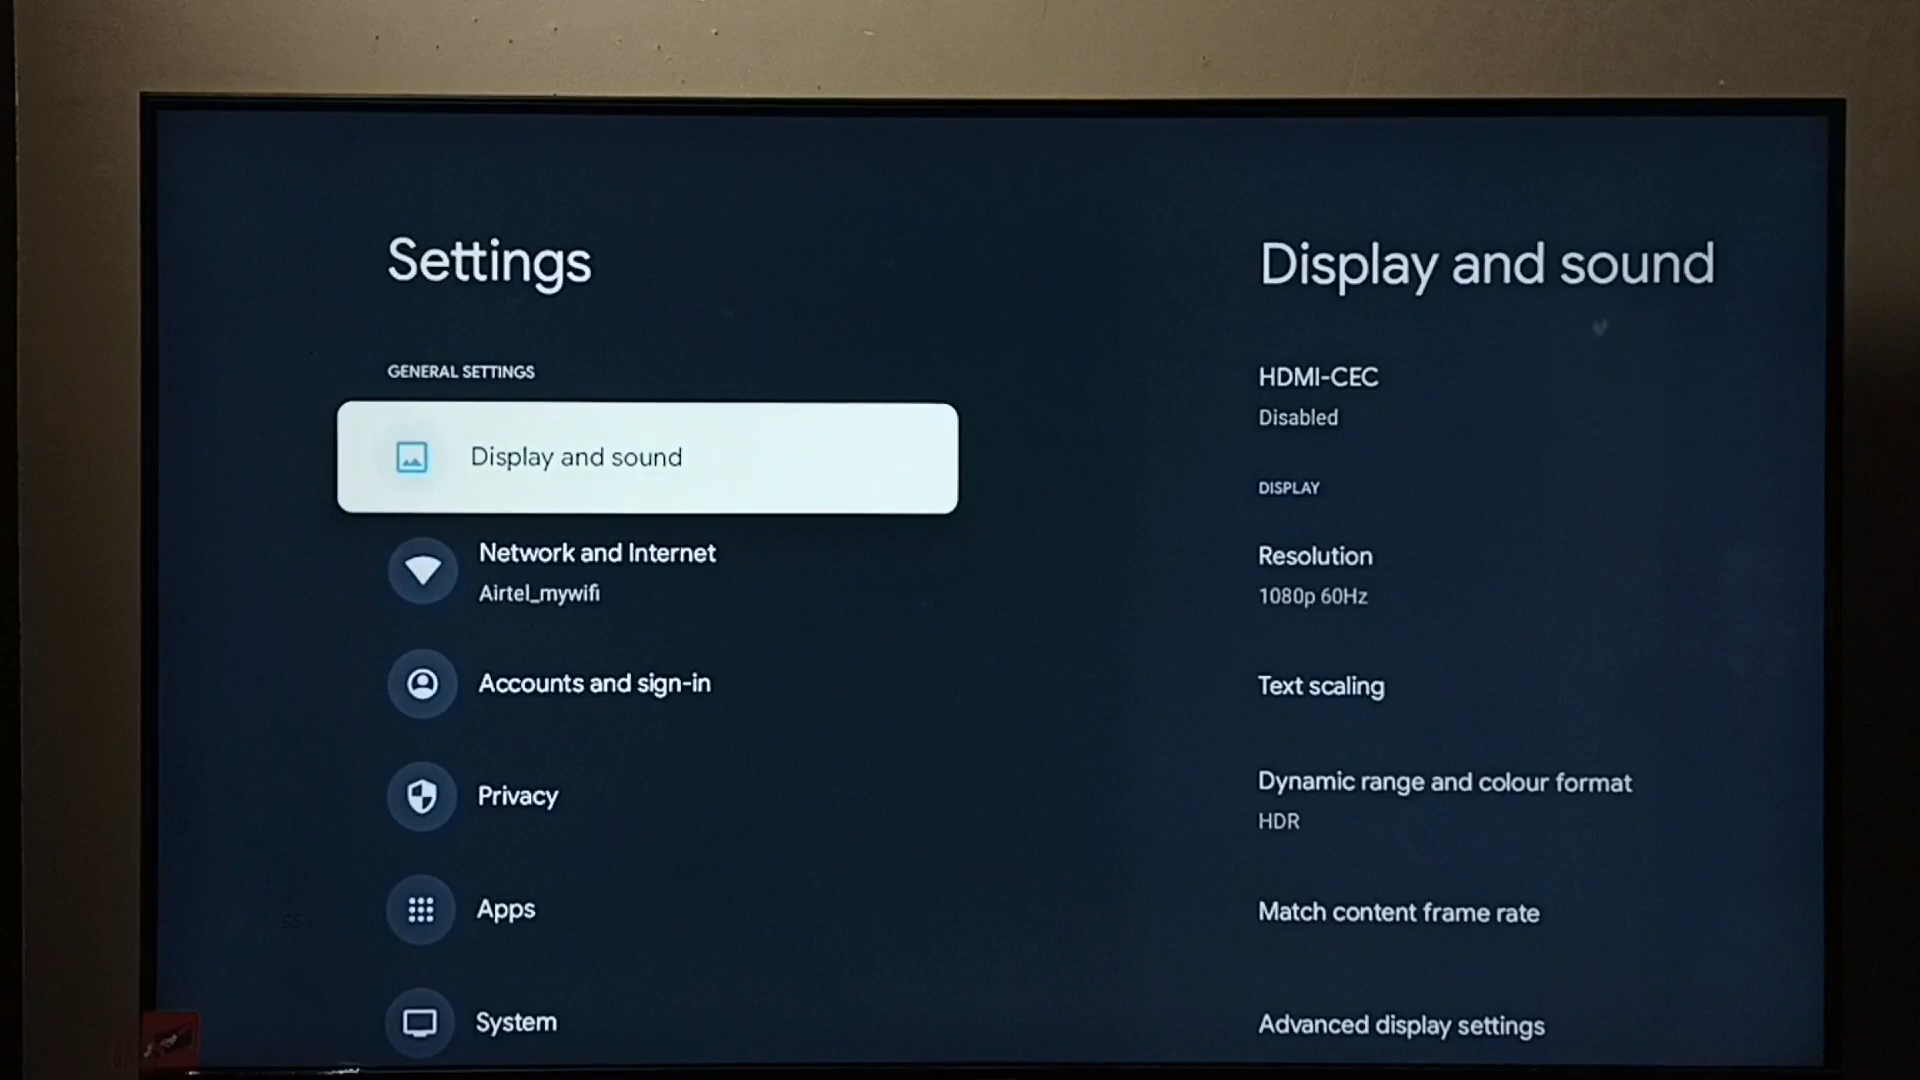 Settings
GENERAL SETTINGS
Display and sound
Network and Internet
Airtel_mywifi
Accounts and sign-in
Privacy
Apps
System
Display and sound
HDMI-CEC
Disabled
DISPLAY
Resolution
1080p 60Hz
Text scaling
Dynamic range and colour format
HDR
Match content frame rate
Advanced display settings